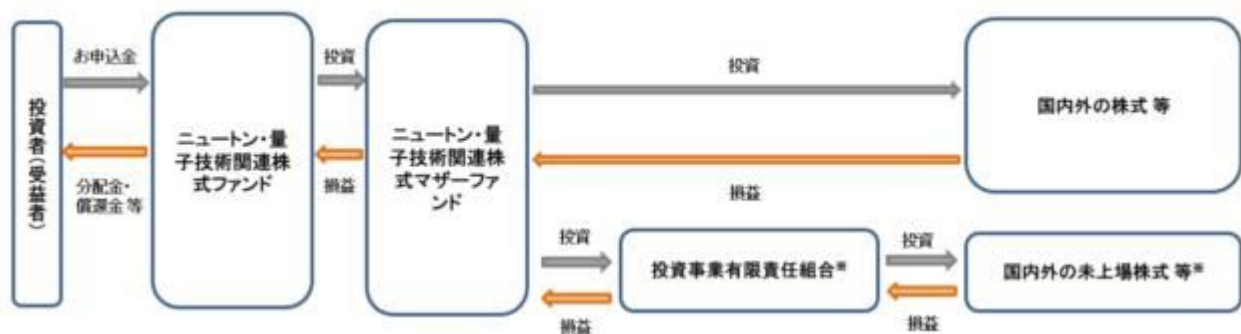 投資者(受益者)
お申込金
分配金・
償還金 等
ニュートン・量
子技術関連株
式ファンド
投資
損益
ニュートン・量
子技術関連株
式マザーファ
ンド
投資
損益
国内外の株式 等
投資
損益
投資事業有限責任組合※
投資
損益
国内外の未上場株式 等※